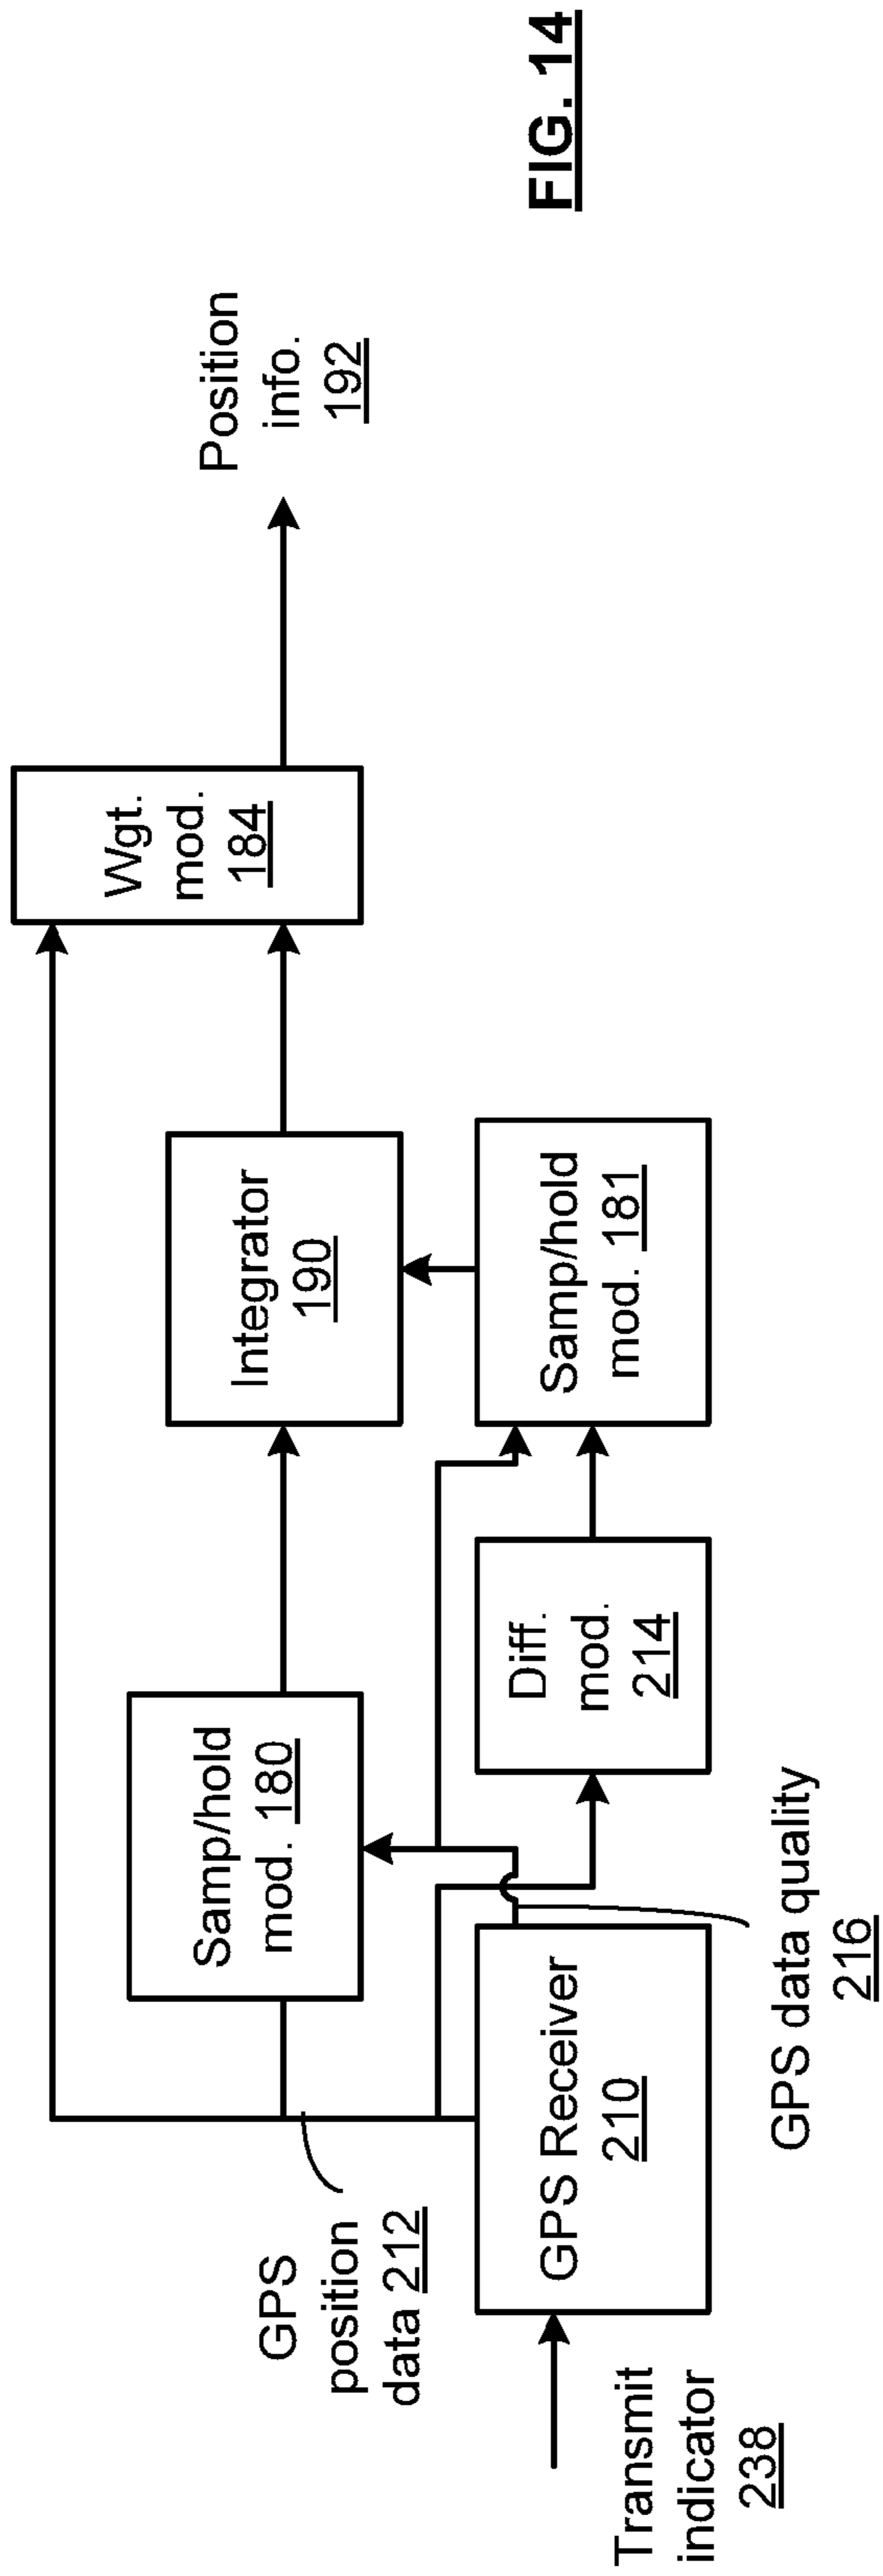 GPS
position
data 212
Samp/hold
mod. 180
Integrator
190
Wgt.
mod.
184
Position
info.
192
Transmit
indicator
238
GPS Receiver
210
Diff.
mod.
214
Samp/hold
mod. 181
GPS data quality
216
FIG. 14